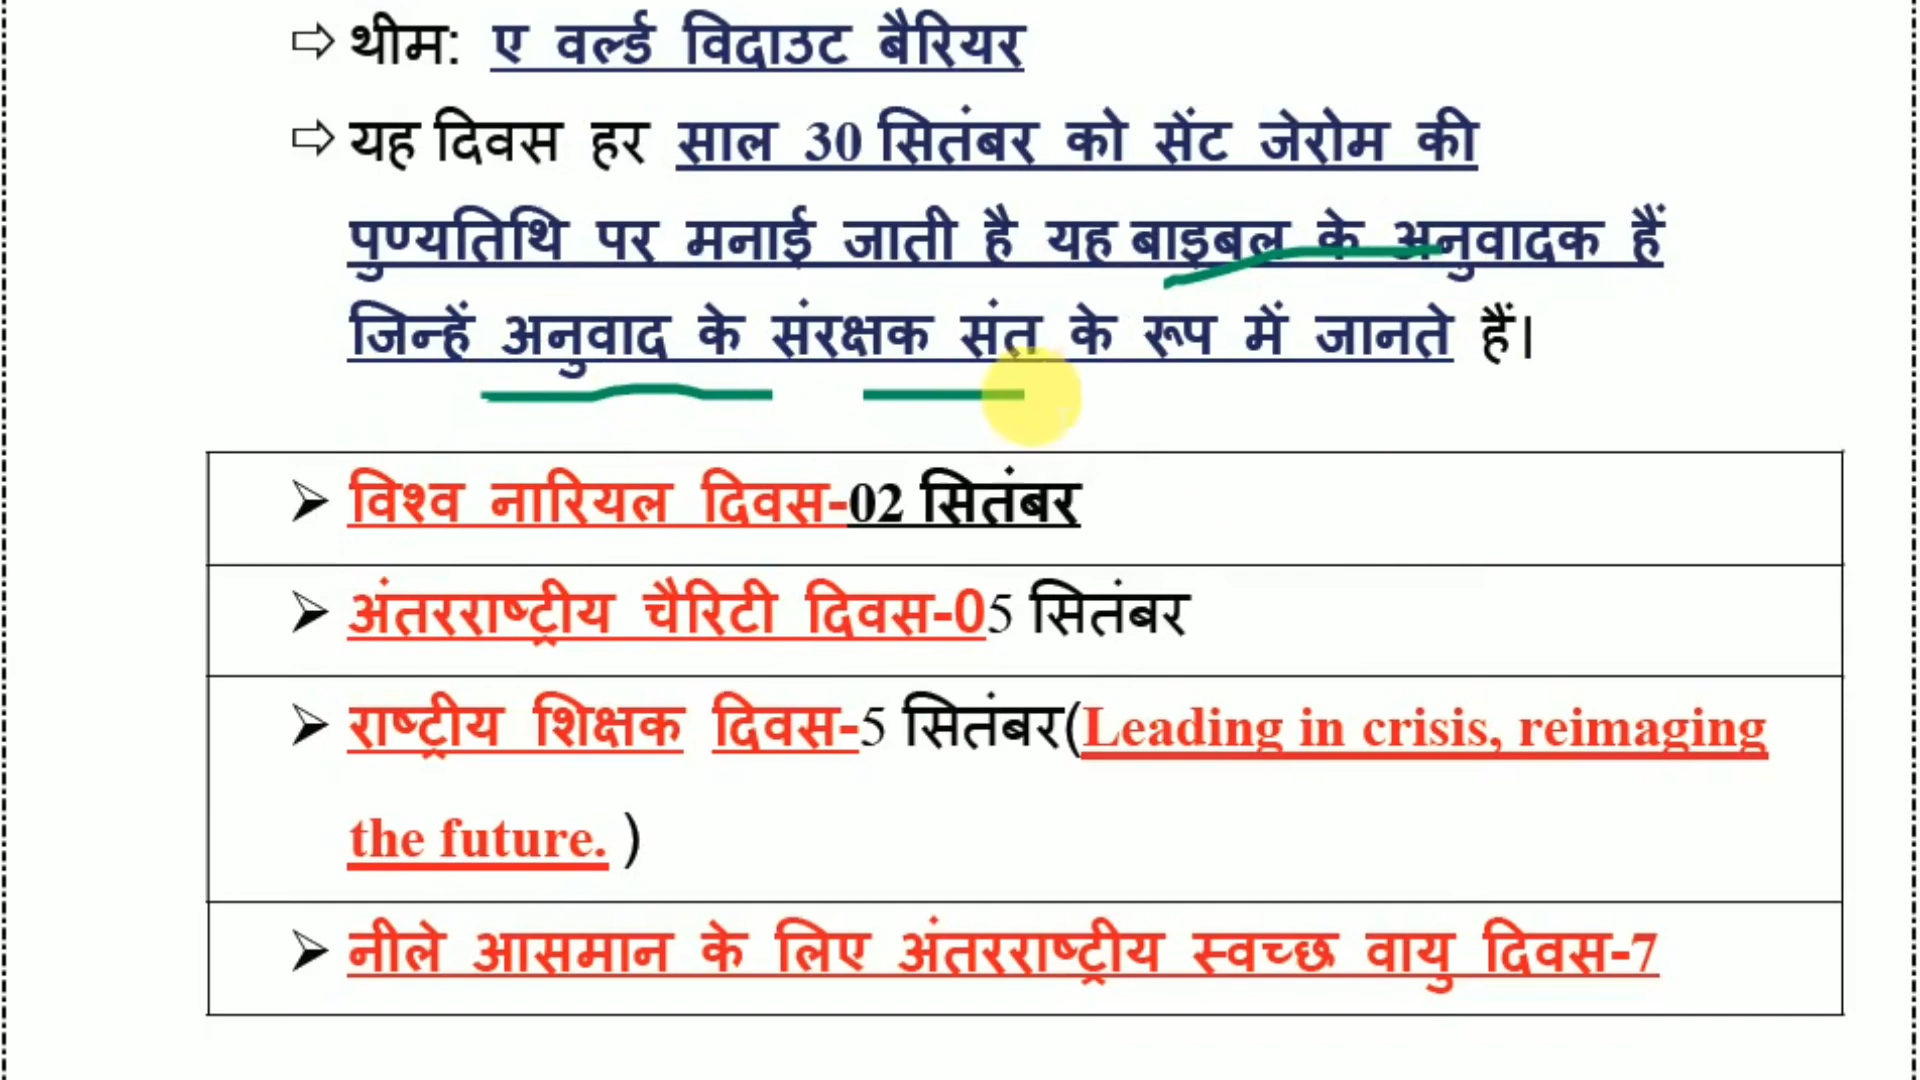 ⇨ थीम: ए वर्ल्ड विदाउट बैरियर
⇨ यह दिवस हर साल 30 सितंबर को सेंट जेरोम की
पुण्यतिथि पर मनाई जाती है यह बाइबल के अनुवादक हैं
जिन्हें अनुवाद के संरक्षक संत के रूप में जानते हैं।
➢ विश्व नारियल दिवस-02 सितंबर
➢ अंतरराष्ट्रीय चैरिटी दिवस-05 सितंबर
➢ राष्ट्रीय शिक्षक दिवस-5 सितंबर(Leading in crisis, reimaging
the future. )
➢ नीले आसमान के लिए अंतरराष्ट्रीय स्वच्छ वायु दिवस-7